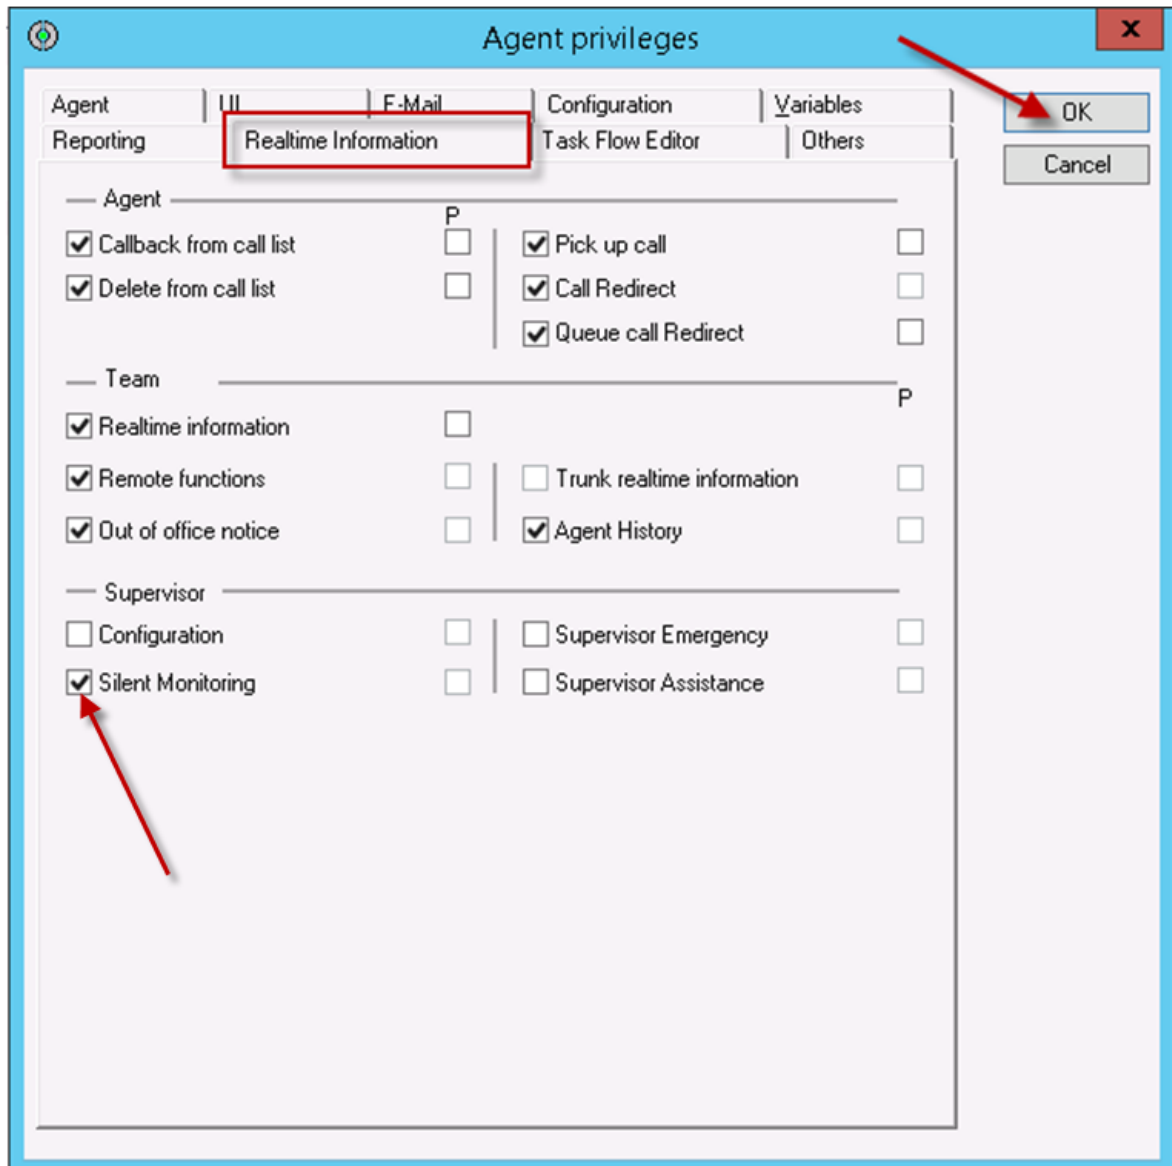 Agent privileges
x
Agent UI E-Mail Configuration Variables
OK
Reporting Realtime Information Task Flow Editor Others
Cancel
Agent
P
Callback from call list Pick up call
Delete from call list Call Redirect
Queue call Redirect
Team
P
Realtime information
Remote functions Trunk realtime information
Out of office notice Agent History
Supervisor
Configuration Supervisor Emergency
Silent Monitoring Supervisor Assistance